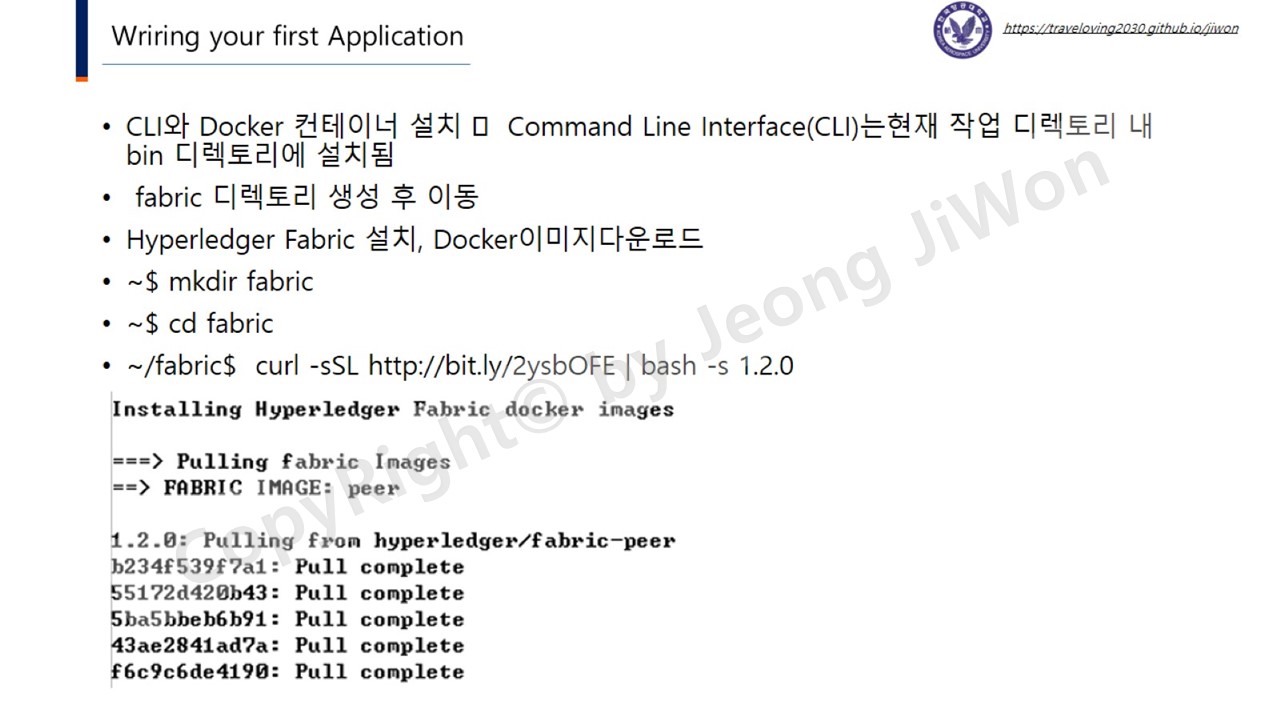 Wriring your first Application
https://traveloving2030.github.io/jiwon
• CLI와 Docker 컨테이너 설치 □ Command Line Interface(CLI)는현재 작업 디렉토리 내
bin 디렉토리에 설치됨
• fabric 디렉토리 생성 후 이동
• Hyperledger Fabric 설치, Docker이미지다운로드
• ~$ mkdir fabric
• ~$ cd fabric
• ~/fabric$ curl -sSL http://bit.ly/2ysbOFE | bash -s 1.2.0
Installing Hyperledger Fabric docker images
===> Pulling fabric Images
==> FABRIC IMAGE: peer
1.2.0: Pulling from hyperledger/fabric-peer
b234f539f7a1: Pull complete
55172d420b43: Pull complete
5ba5bbeb6b91: Pull complete
43ae2841ad7a: Pull complete
f6c9c6de4190: Pull complete
CopyRight© by Jeong JiWon